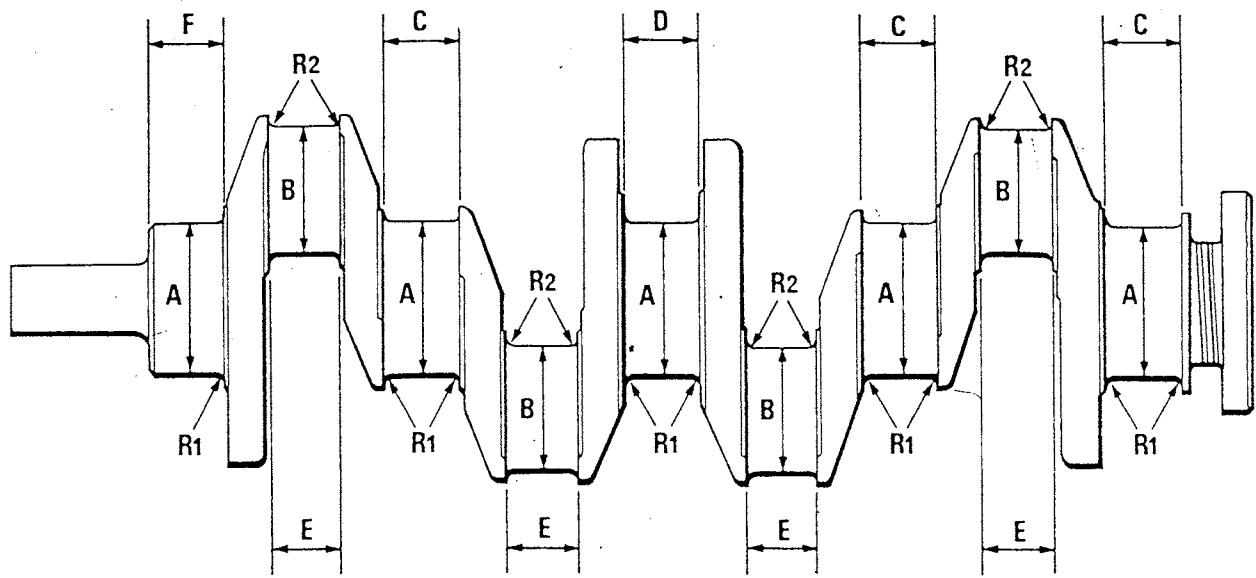 F C D C C
R2 R2
B B
A A R2 A R2 A A
B B
R1 R1 R1 R1 R1
E E E E